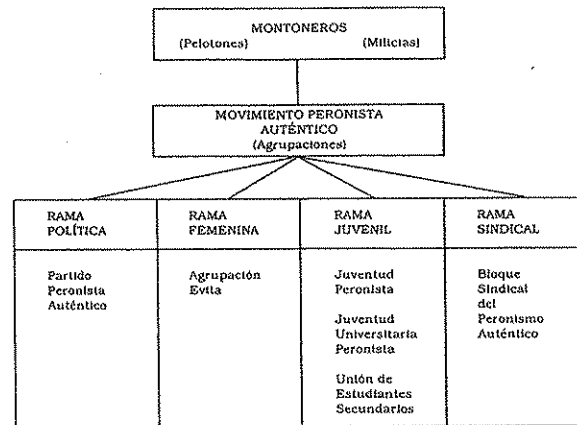 MONTONEROS
(Pelotones) (Milicias)
MOVIMIENTO PERONISTA
AUTÉNTICO
(Agrupaciones)
RAMA
POLÍTICA
Partido
Peronista
Auténtico
RAMA
FEMENINA
Agrupación
Evita
RAMA
JUVENIL
Juventud
Peronista
Juventud
Universitaria
Peronista
Unión de
Estudiantes
Secundarios
RAMA
SINDICAL
Bloque
Sindical
del
Peronismo
Auténtico